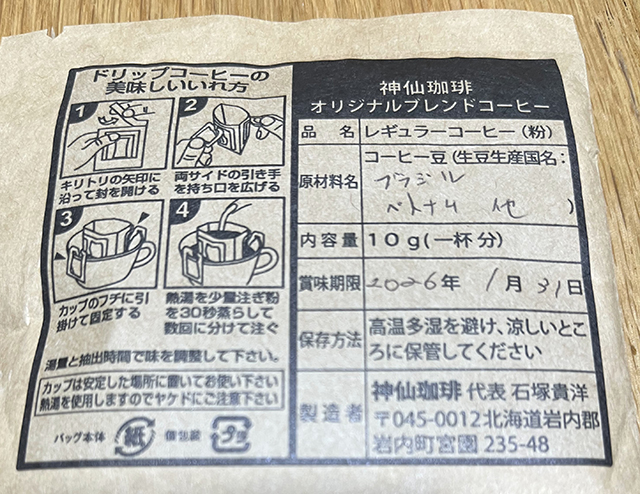 ドリップコーヒーの
美味しいいれ方
1
キリトリの矢印に
沿って封を開ける
2
両サイドの引き手
を持ち口を広げる
3
カップのフチに引
掛けて固定する
4
熱湯を少量注ぎ粉
を30秒蒸らして
数回に分けて注ぐ
湯量と抽出時間で味を調整して下さい。
カップは安定した場所に置いてお使い下さい
熱湯を使用しますのでヤケドにご注意下さい
バッグ本体 紙 個包装 プラ
神仙珈琲
オリジナルブレンドコーヒー
品名 レギュラーコーヒー(粉)
原材料名 コーヒー豆(生豆生産国名:
ブラジル
ベトナム 他 )
内容量 10g(一杯分)
賞味期限 2026年 1月31日
保存方法 高温多湿を避け、涼しいとこ
ろに保管してください
製造者 神仙珈琲 代表 石塚貴洋
〒045-0012北海道岩内郡
岩内町宮園 235-48